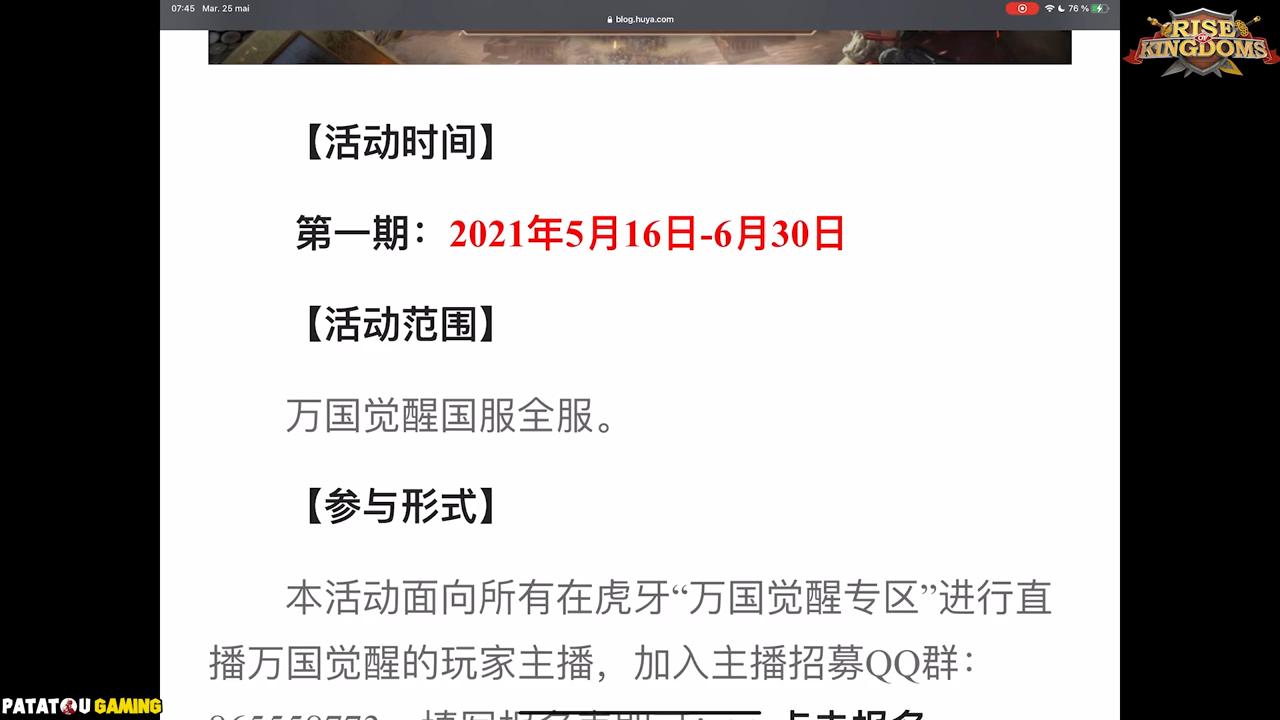 07:45 Mar. 25 mai
76 %
blog.huya.com
RISE OF KINGDOMS
【活动时间】
第一期：2021年5月16日-6月30日
【活动范围】
万国觉醒国服全服。
【参与形式】
本活动面向所有在虎牙“万国觉醒专区”进行直
播万国觉醒的玩家主播，加入主播招募QQ群：
PATATOU GAMING